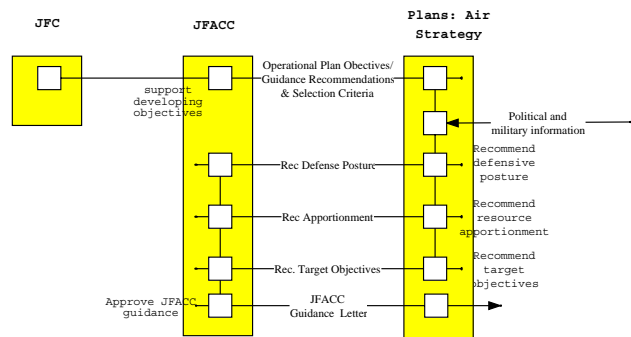 JFC
JFACC
Plans: Air
Strategy
support
developing
objectives
Operational Plan Obectives/
Guidance Recommendations
& Selection Criteria
Political and
military information
Rec Defense Posture
Recommend
defensive
posture
Rec Apportionment
Recommend
resource
apportionment
Rec. Target Objectives
Recommend
target
objectives
Approve JFACC
guidance
JFACC
Guidance Letter